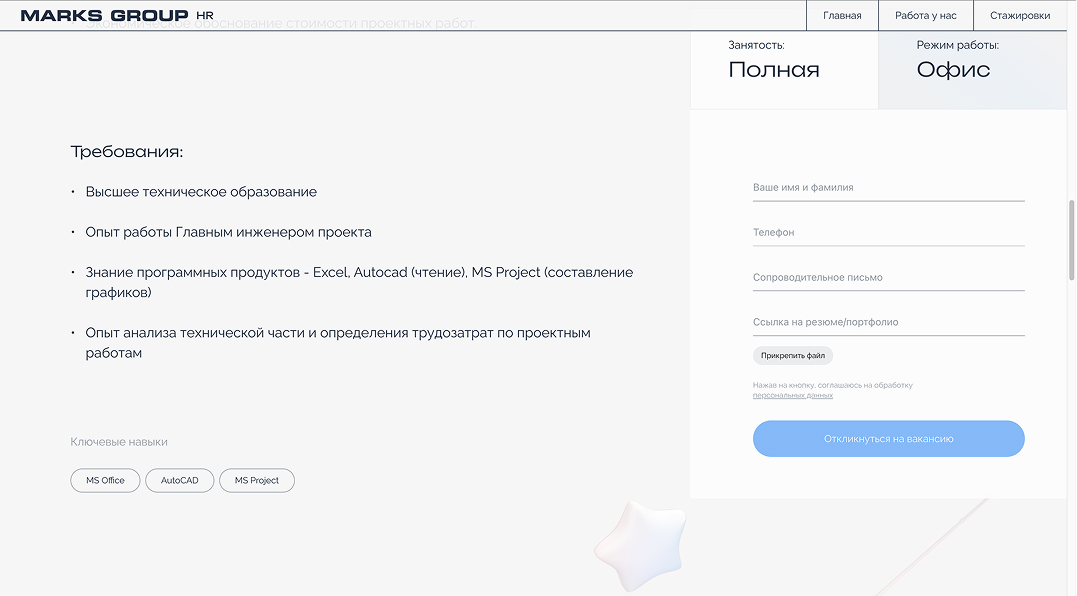 MARKS GROUP HR
Главная
Работа у нас
Стажировки
Экономическое обоснование стоимости проектных работ.
Занятость:
Полная
Режим работы:
Офис
Требования:
• Высшее техническое образование
• Опыт работы Главным инженером проекта
• Знание программных продуктов - Excel, Autocad (чтение), MS Project (составление
графиков)
• Опыт анализа технической части и определения трудозатрат по проектным
работам
Ключевые навыки
MS Office
AutoCAD
MS Project
Ваше имя и фамилия
Телефон
Сопроводительное письмо
Ссылка на резюме/портфолио
Прикрепить файл
Нажав на кнопку, соглашаюсь на обработку
персональных данных
Откликнуться на вакансию